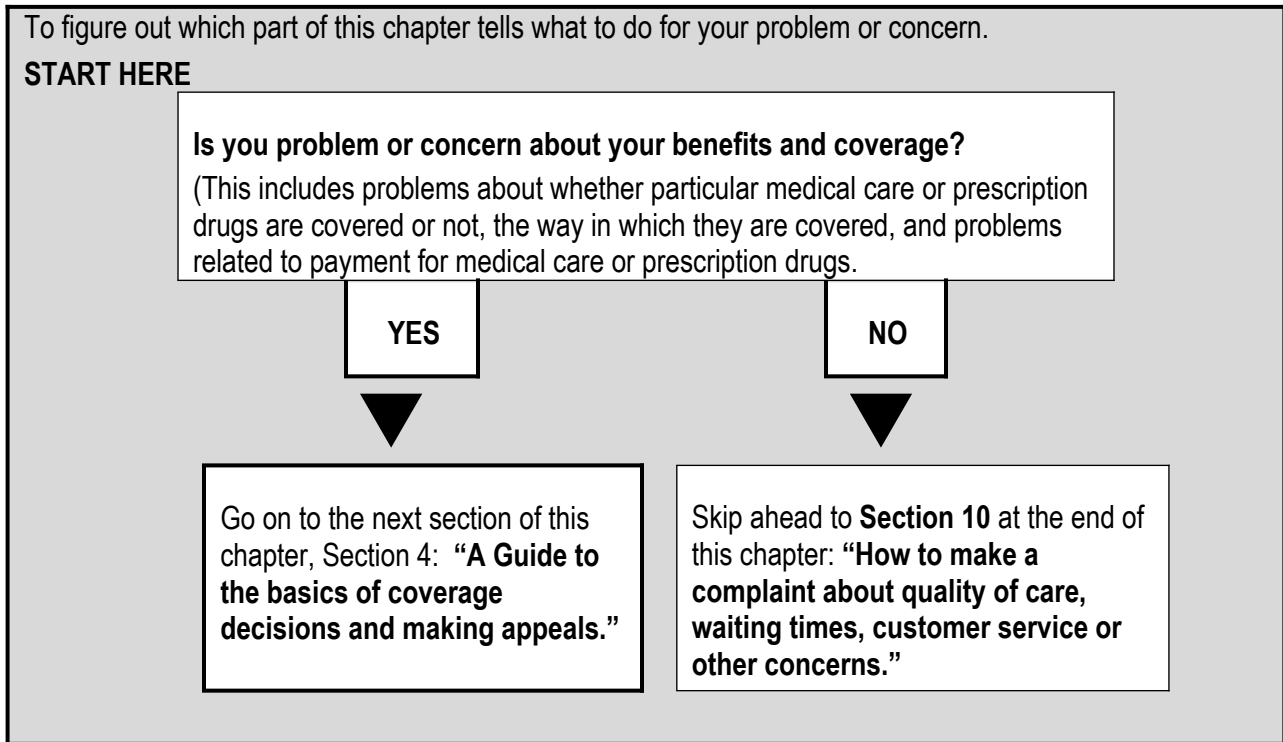 To figure out which part of this chapter tells what to do for your problem or concern.
START HERE
Is you problem or concern about your benefits and coverage?
(This includes problems about whether particular medical care or prescription
drugs are covered or not, the way in which they are covered, and problems
related to payment for medical care or prescription drugs.
YES
NO
Go on to the next section of this
chapter, Section 4: “A Guide to
the basics of coverage
decisions and making appeals.”
Skip ahead to Section 10 at the end of
this chapter: “How to make a
complaint about quality of care,
waiting times, customer service or
other concerns.”